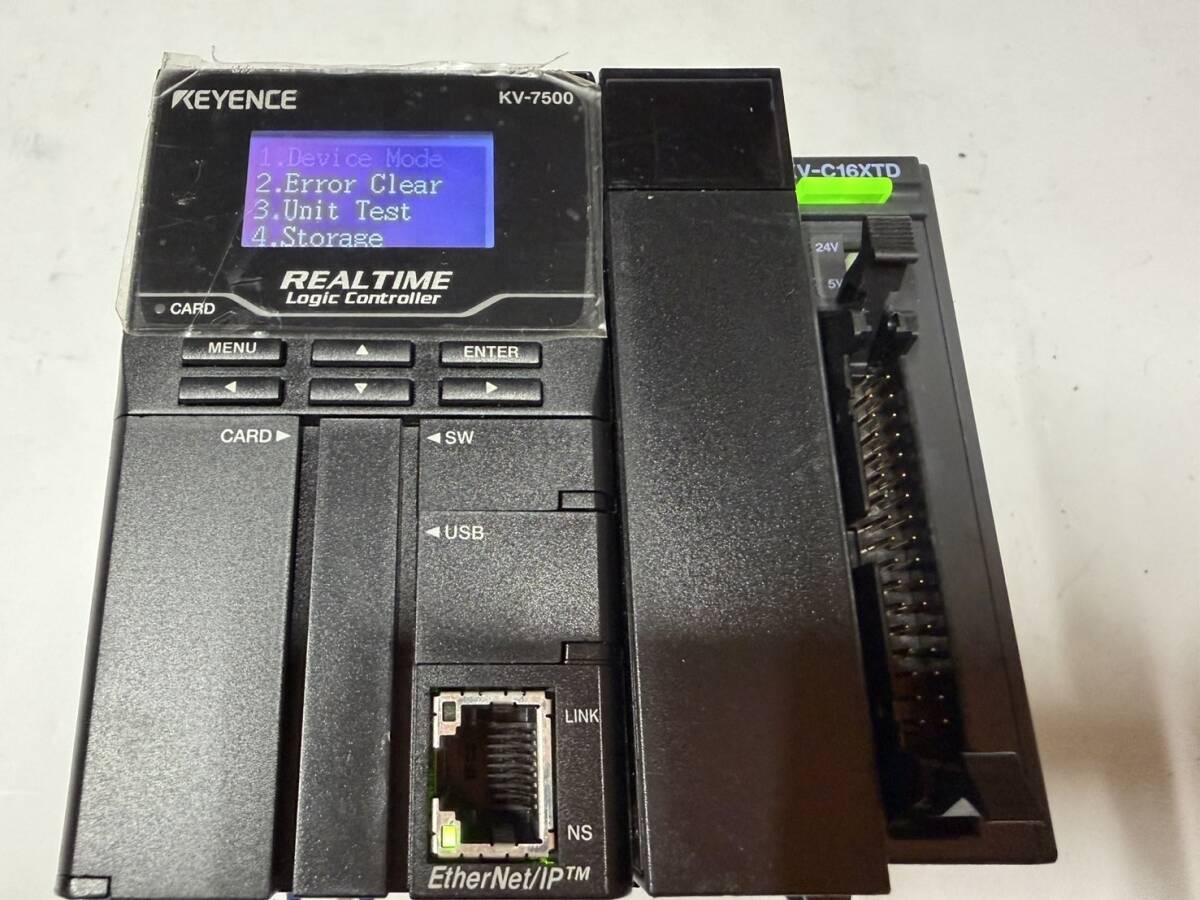 KEYENCE
KV-7500
1.Device Mode
2.Error Clear
3.Unit Test
4.Storage
REALTIME
Logic Controller
CARD
MENU
▲
ENTER
◀
▼
▶
CARD▶
◀SW
◀USB
LINK
NS
EtherNet/IP™
KV-C16XTD
24V
5V